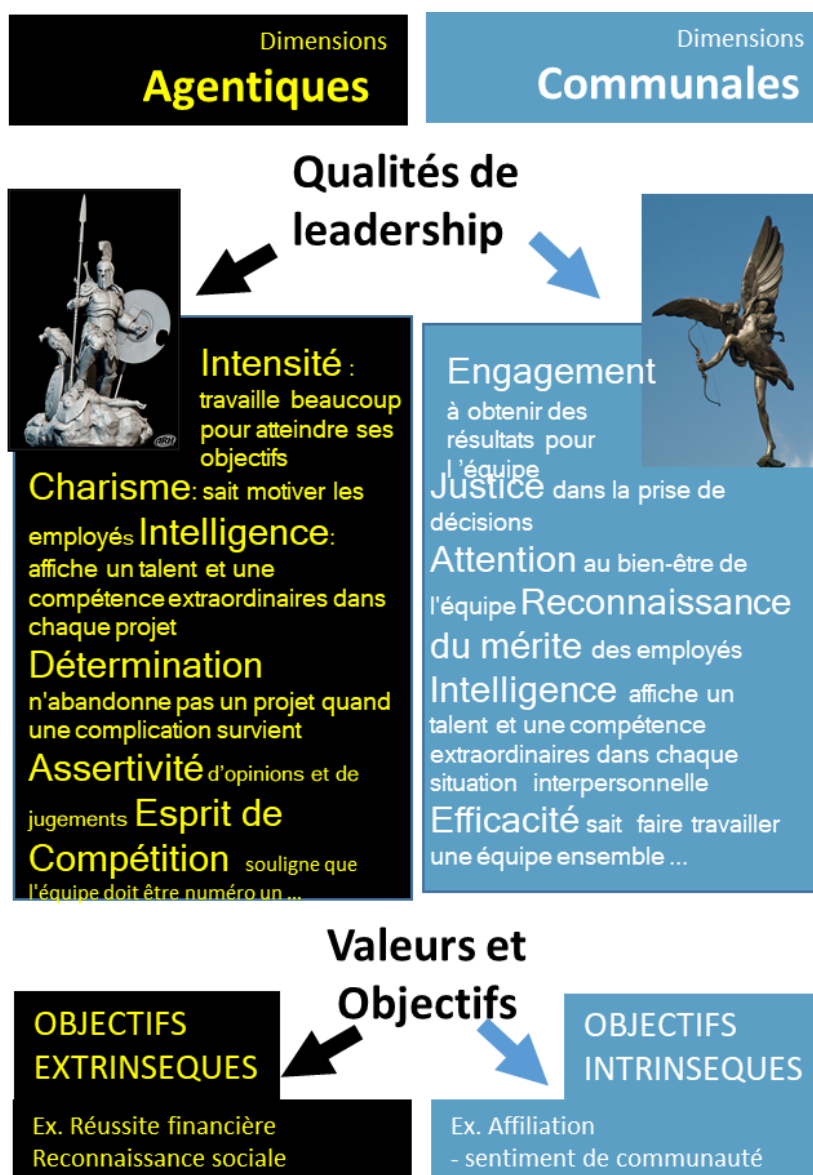 Dimensions
Agentiques
Dimensions
Communales
Qualités de
leadership
ARH
Intensité :
travaille beaucoup
pour atteindre ses
objectifs
Charisme: sait motiver les
employés Intelligence:
affiche un talent et une
compétence extraordinaires dans
chaque projet
Détermination
n'abandonne pas un projet quand
une complication survient
Assertivité d'opinions et de
jugements Esprit de
Compétition souligne que
l'équipe doit être numéro un ...
Engagement
à obtenir des
résultats pour
l 'équipe
Justice dans la prise de
décisions
Attention au bien-être de
l'équipe Reconnaissance
du mérite des employés
Intelligence affiche un
talent et une compétence
extraordinaires dans chaque
situation interpersonnelle
Efficacité sait faire travailler
une équipe ensemble ...
Valeurs et
Objectifs
OBJECTIFS
EXTRINSEQUES
Ex. Réussite financière
Reconnaissance sociale
OBJECTIFS
INTRINSEQUES
Ex. Affiliation
- sentiment de communauté